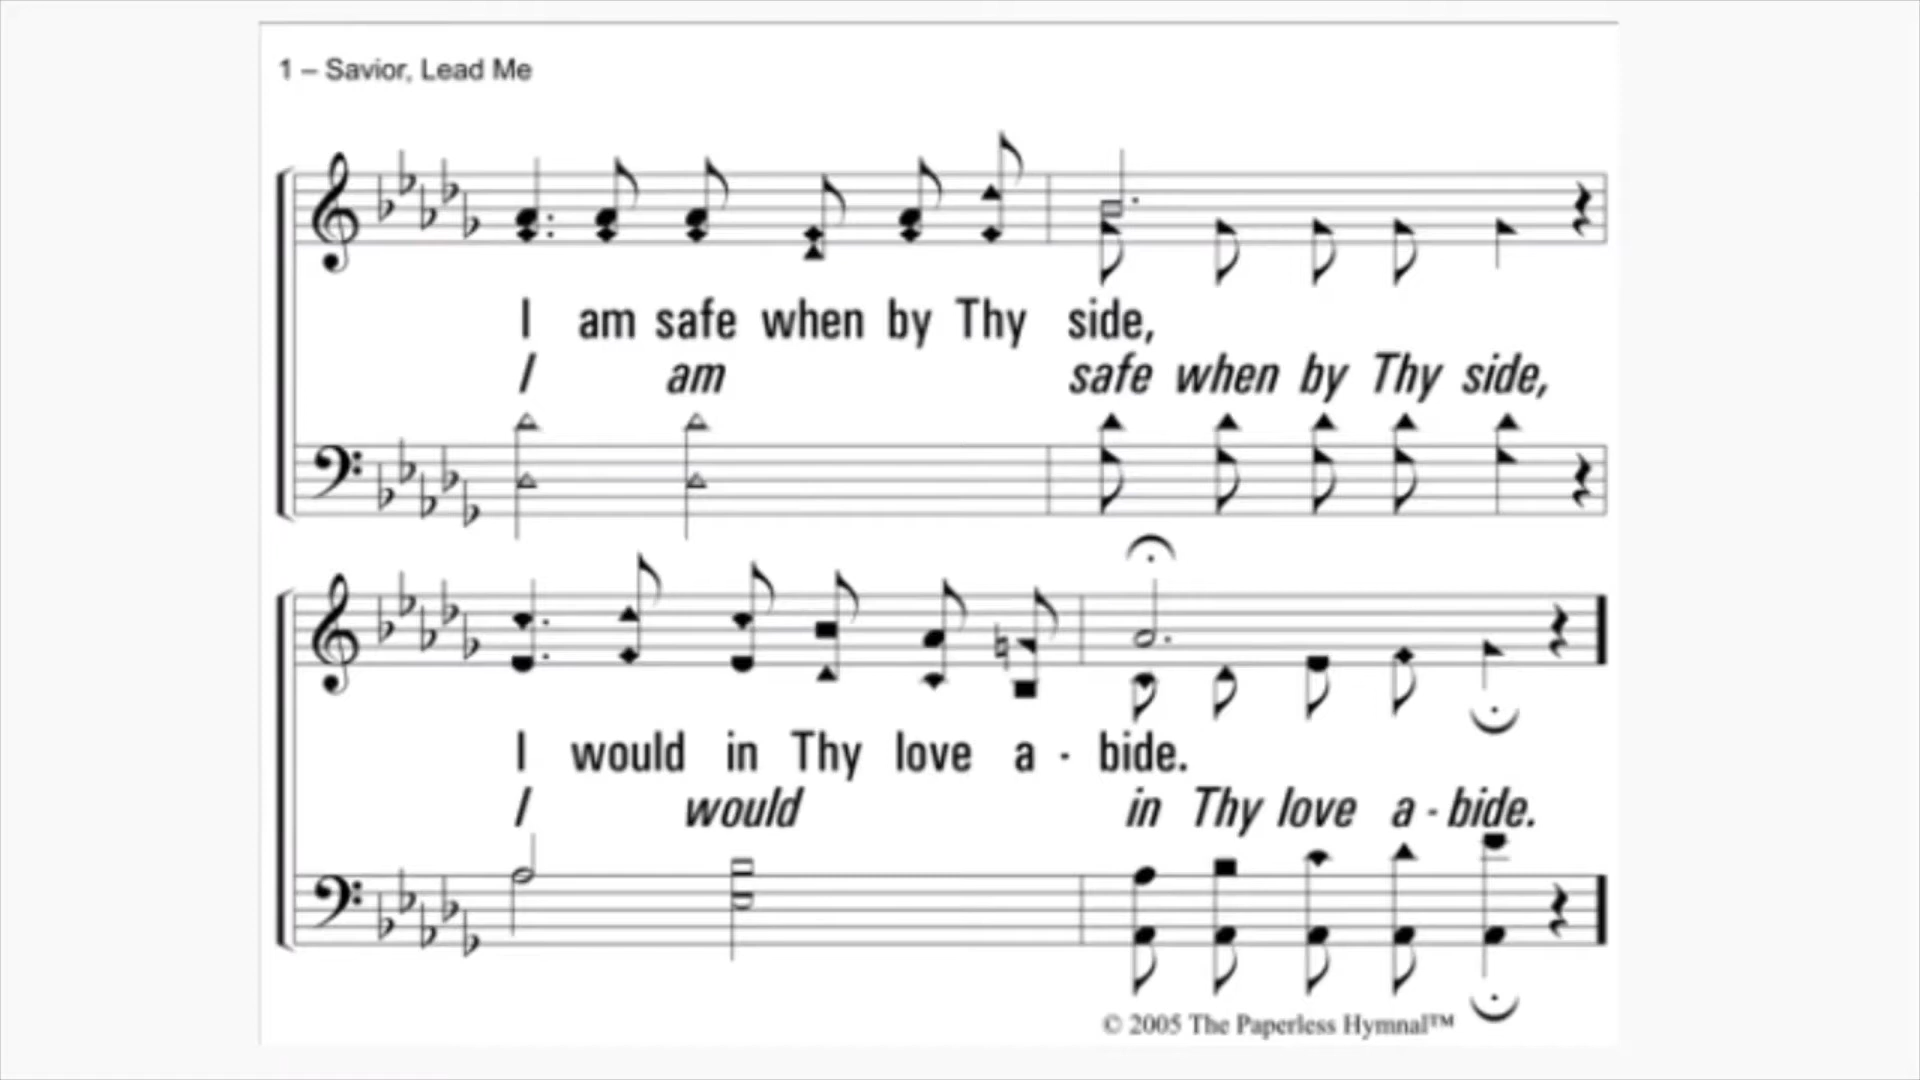 1 – Savior, Lead Me
I am safe when by Thy side,
I am safe when by Thy side,
I would in Thy love a - bide.
I would in Thy love a - bide.
© 2005 The Paperless Hymnal™